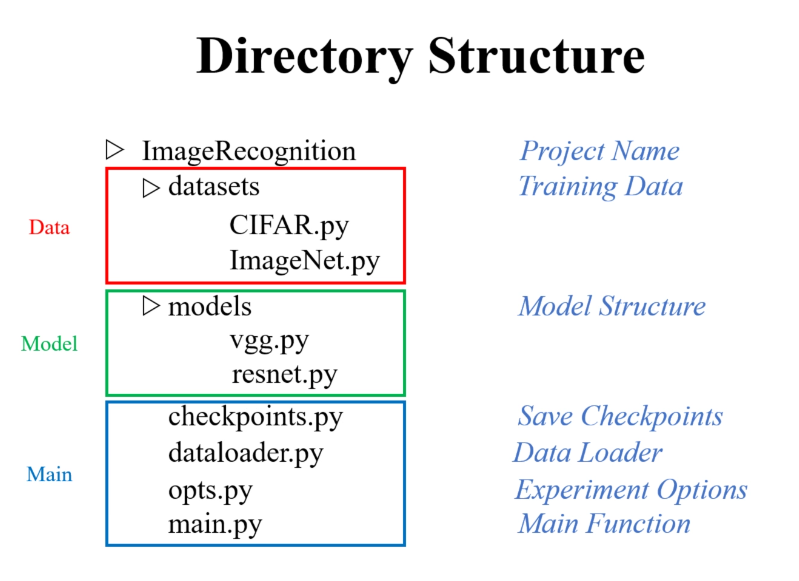 Directory Structure
ImageRecognition Project Name
datasets Training Data
Data
CIFAR.py
ImageNet.py
models Model Structure
Model
vgg.py
resnet.py
checkpoints.py Save Checkpoints
dataloader.py Data Loader
Main
opts.py Experiment Options
main.py Main Function